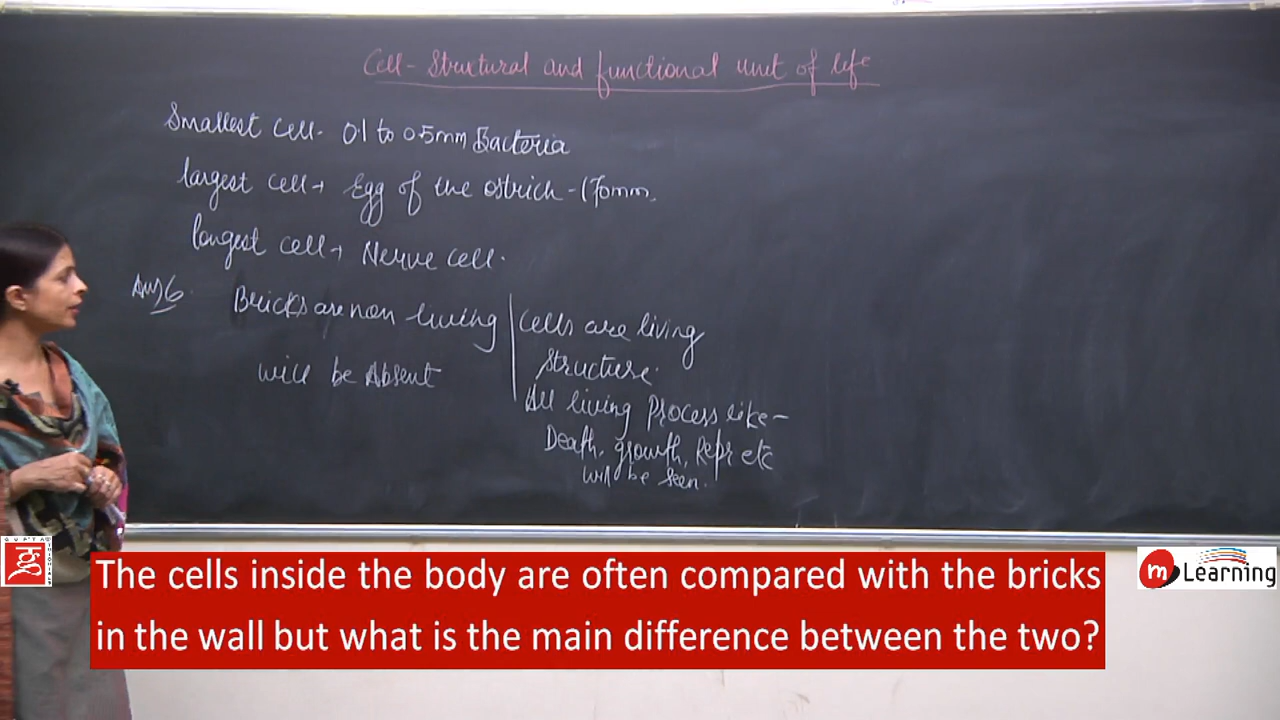 Cell - Structural and functional unit of life
Smallest cell - 0.1 to 0.5mm Bacteria
largest cell → Egg of the ostrich - 170mm.
longest cell → Nerve cell.
Ans 6. Bricks are non living
will be Absent
Cells are living
structure.
All living Process like -
Death, growth, Repr etc
will be seen.
The cells inside the body are often compared with the bricks
in the wall but what is the main difference between the two?
m Learning